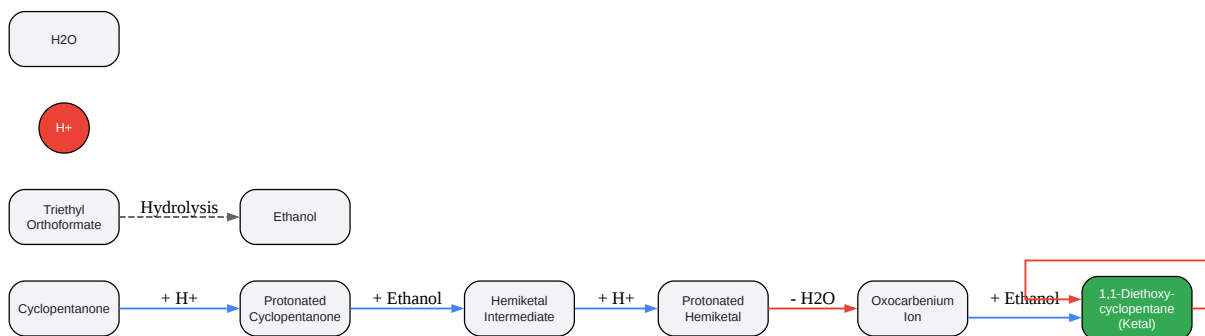 H2O
H+
Triethyl
Orthoformate
Hydrolysis
Ethanol
Cyclopentanone
+ H+
Protonated
Cyclopentanone
+ Ethanol
Hemiketal
Intermediate
+ H+
Protonated
Hemiketal
- H2O
Oxocarbenium
Ion
+ Ethanol
1,1-Diethoxy-
cyclopentane
(Ketal)